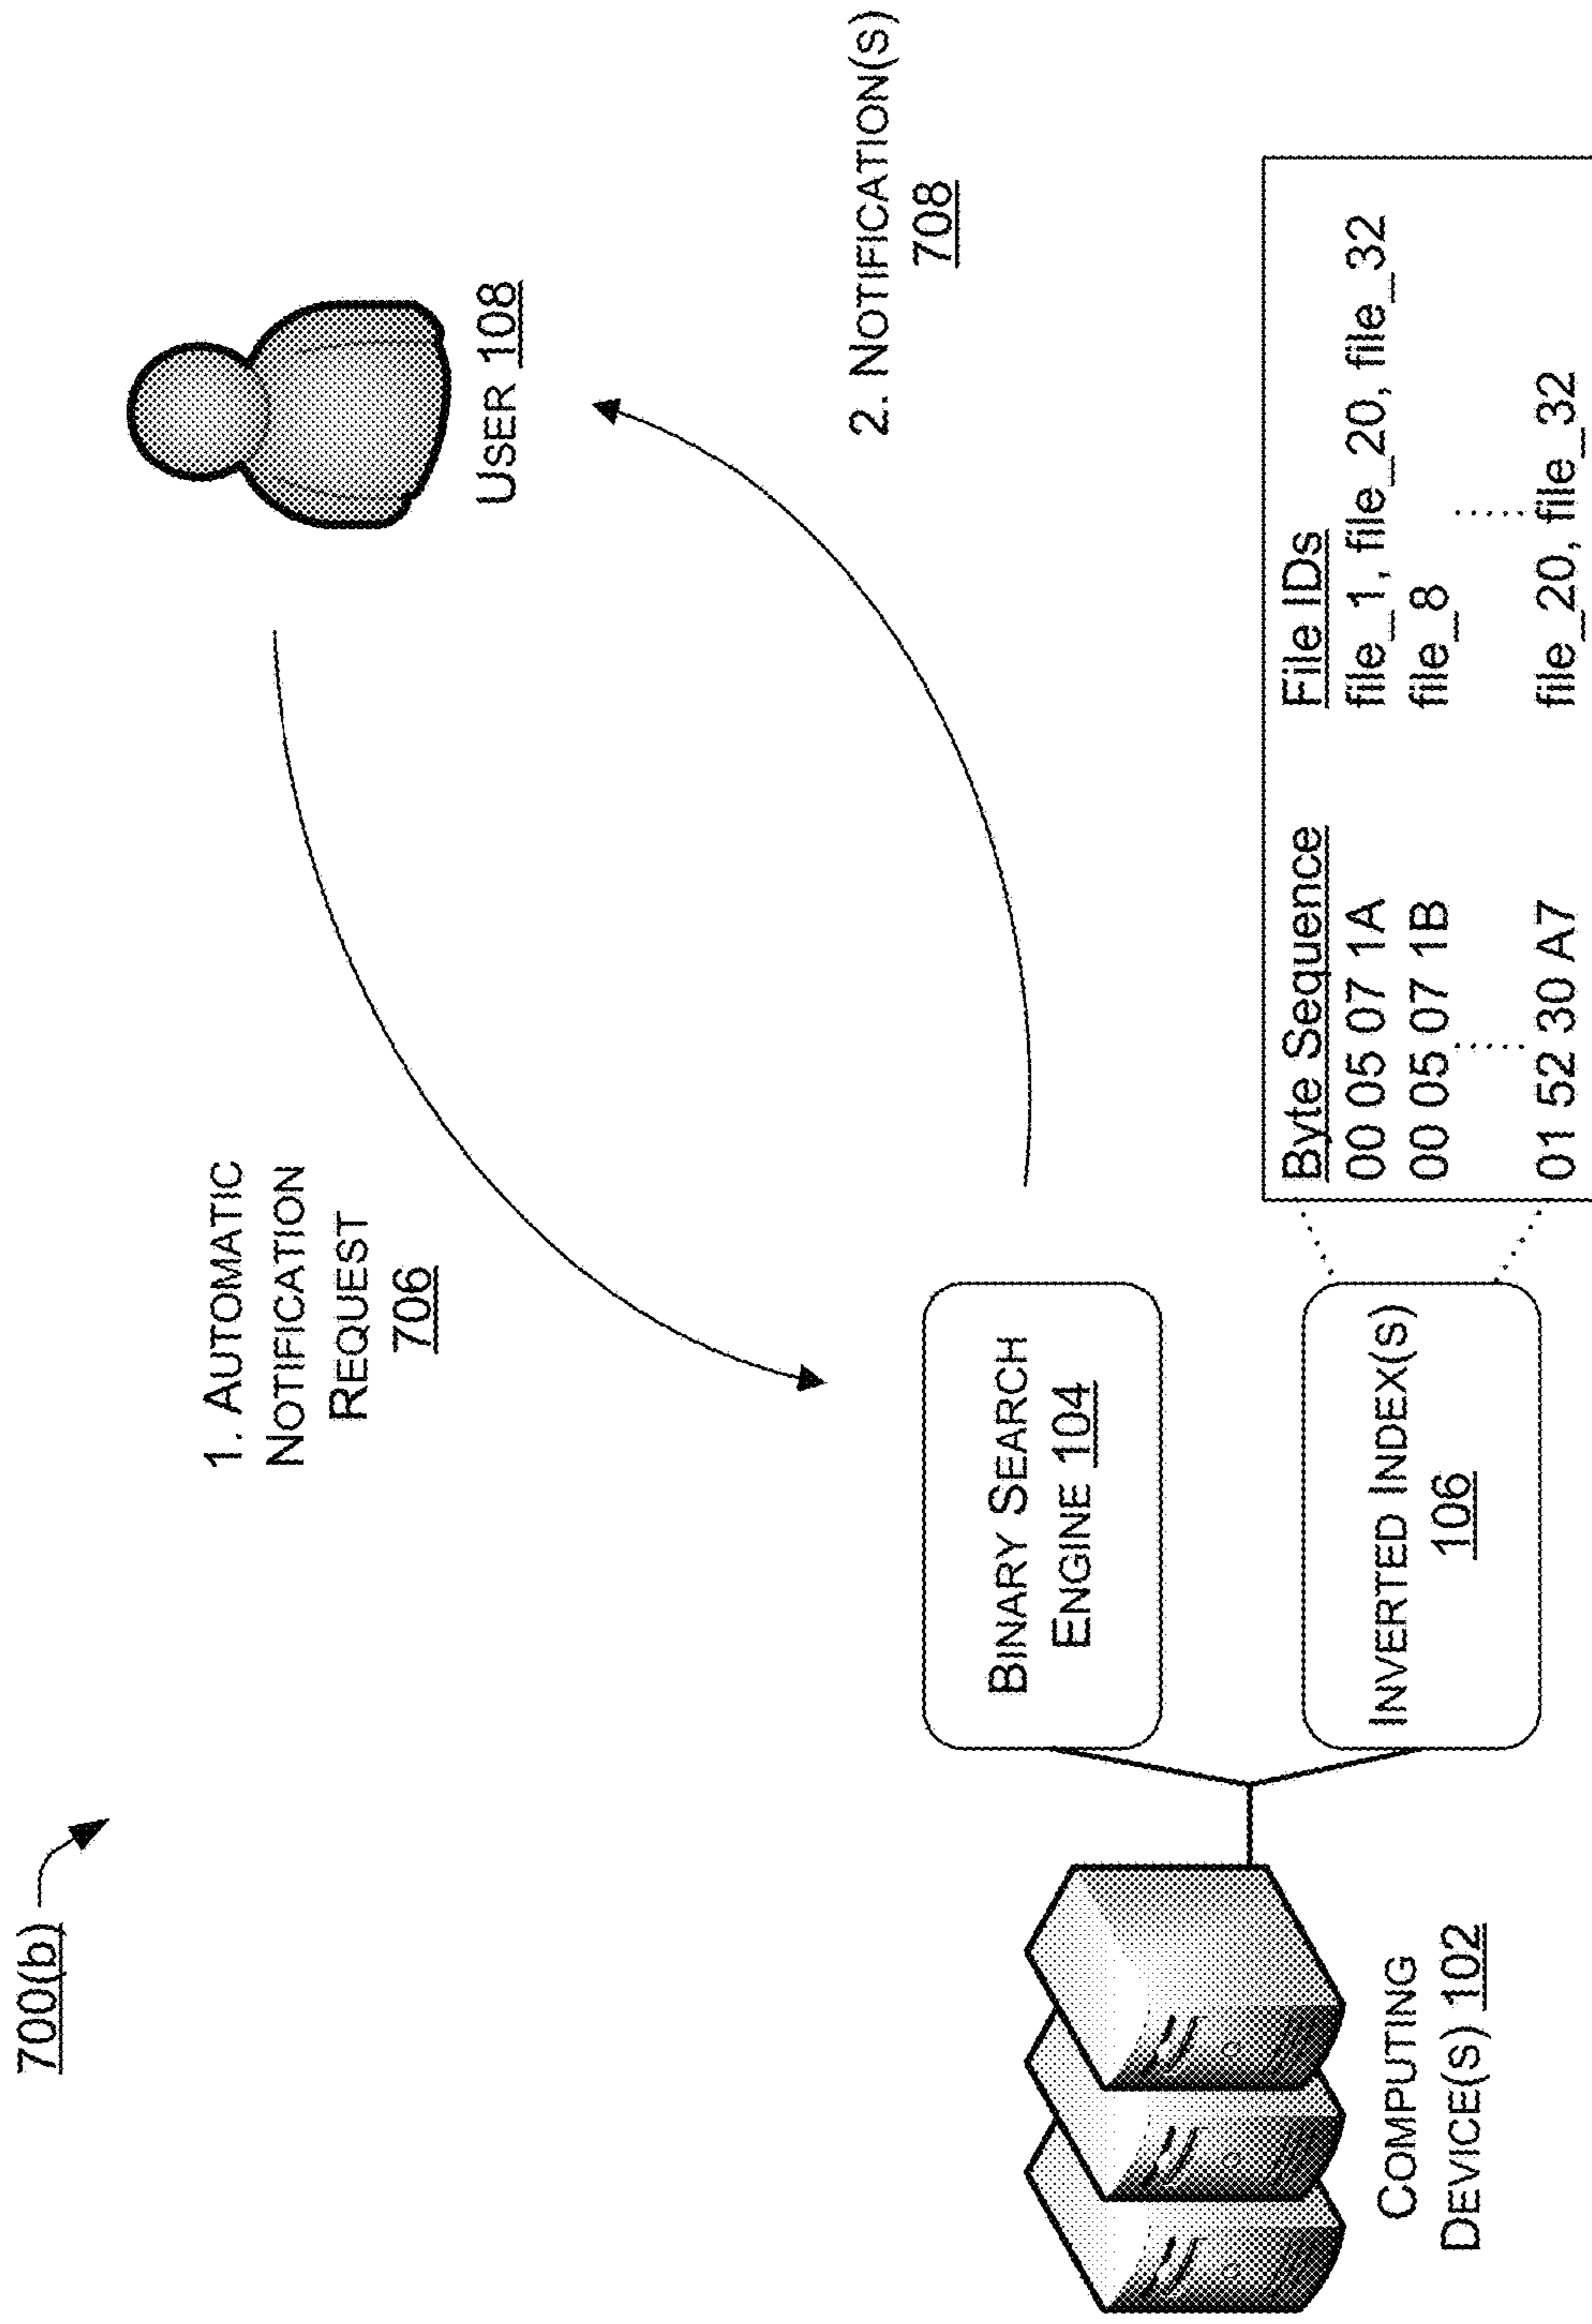 700(b)
1. AUTOMATIC
NOTIFICATION
REQUEST
706
USER 108
2. NOTIFICATION(S)
708
BINARY SEARCH
ENGINE 104
INVERTED INDEX(S)
106
COMPUTING
DEVICE(S) 102
Byte Sequence File IDs
00 05 07 1A file_1, file_20, file_32
00 05 07 1B file_8
01 52 30 A7 file_20, file_32